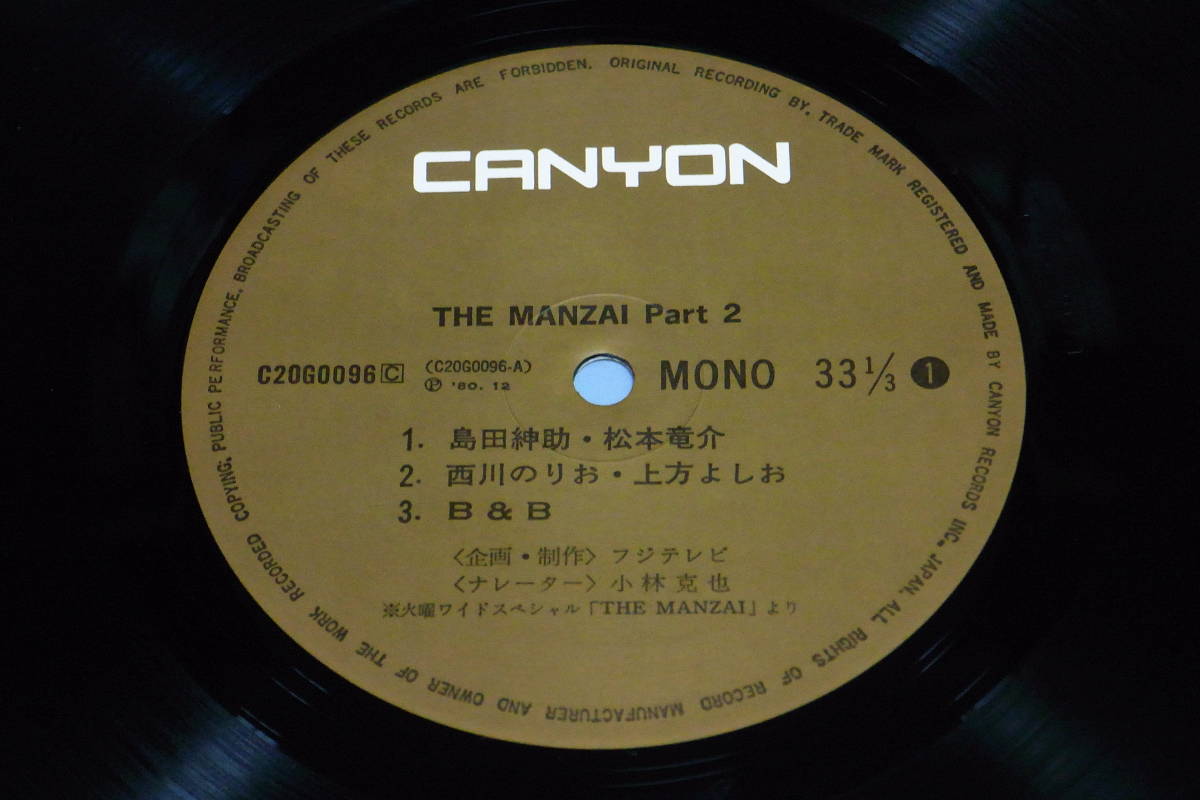 CANYON
THE MANZAI Part 2
C20G0096 C (C20G0096-A) MONO 33 1/3 1
Ⓟ '80. 12
1. 島田紳助・松本竜介
2. 西川のりお・上方よしお
3. B & B
〈企画・制作〉フジテレビ
〈ナレーター〉小林克也
※火曜ワイドスペシャル「THE MANZAI」より
ORIGINAL RECORDING BY. TRADE MARK REGISTERED AND MADE BY CANYON RECORDS INC. JAPAN. ALL RIGHTS OF RECORD MANUFACTURER AND OWNER OF THE WORK RECORDED COPYING, PUBLIC PERFORMANCE, BROADCASTING OF THESE RECORDS ARE FORBIDDEN.